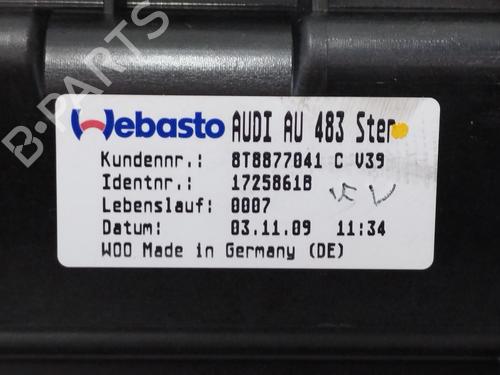 B-PARTS
Webasto AUDI AU 483 Ster
Kundennr.: 8T8877041 C V39
Identnr.: 1725861B
Lebenslauf: 0007
Datum: 03.11.09 11:34
WOO Made in Germany (DE)